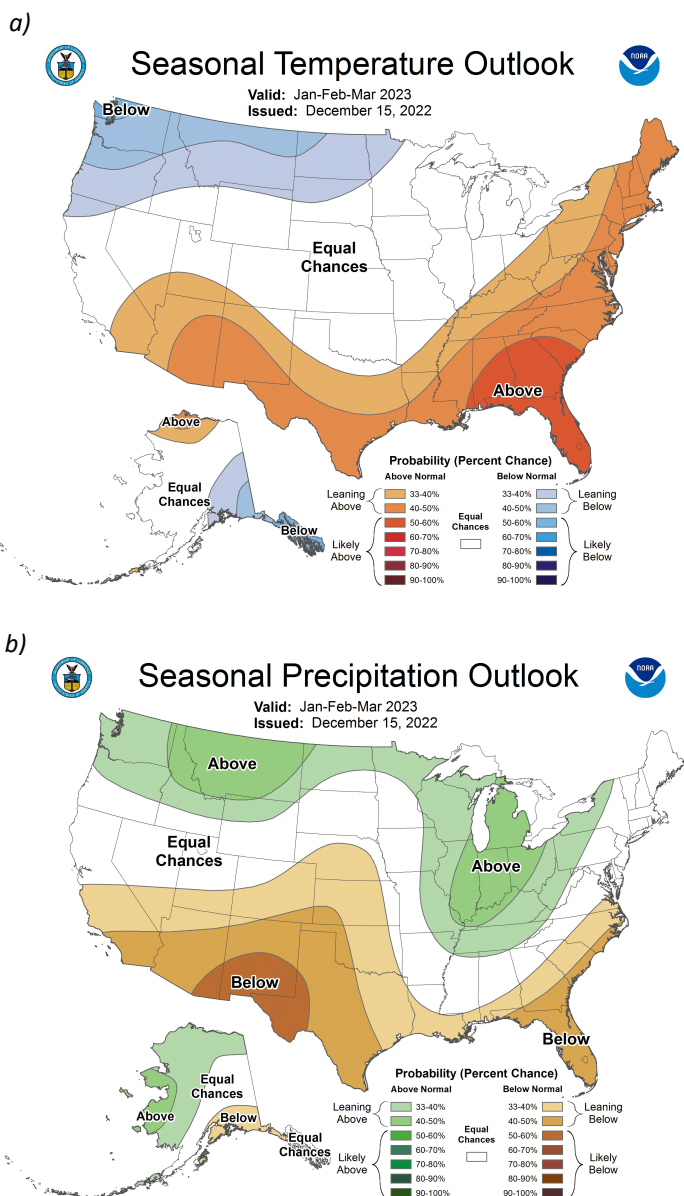 a)
NOAA
Seasonal Temperature Outlook
Valid: Jan-Feb-Mar 2023
Issued: December 15, 2022
Below
Equal
Chances
Above
Above
Equal
Chances
Below
Probability (Percent Chance)
Above Normal
Below Normal
Leaning
Above
33-40%
40-50%
50-60%
60-70%
70-80%
80-90%
90-100%
Likely
Above
Equal
Chances
33-40%
40-50%
50-60%
60-70%
70-80%
80-90%
90-100%
Leaning
Below
Likely
Below
b)
NOAA
Seasonal Precipitation Outlook
Valid: Jan-Feb-Mar 2023
Issued: December 15, 2022
Above
Equal
Chances
Above
Below
Below
Equal
Chances
Above
Below
Equal
Chances
Probability (Percent Chance)
Above Normal
Below Normal
Leaning
Above
33-40%
40-50%
50-60%
60-70%
70-80%
80-90%
90-100%
Likely
Above
Equal
Chances
33-40%
40-50%
50-60%
60-70%
70-80%
80-90%
90-100%
Leaning
Below
Likely
Below